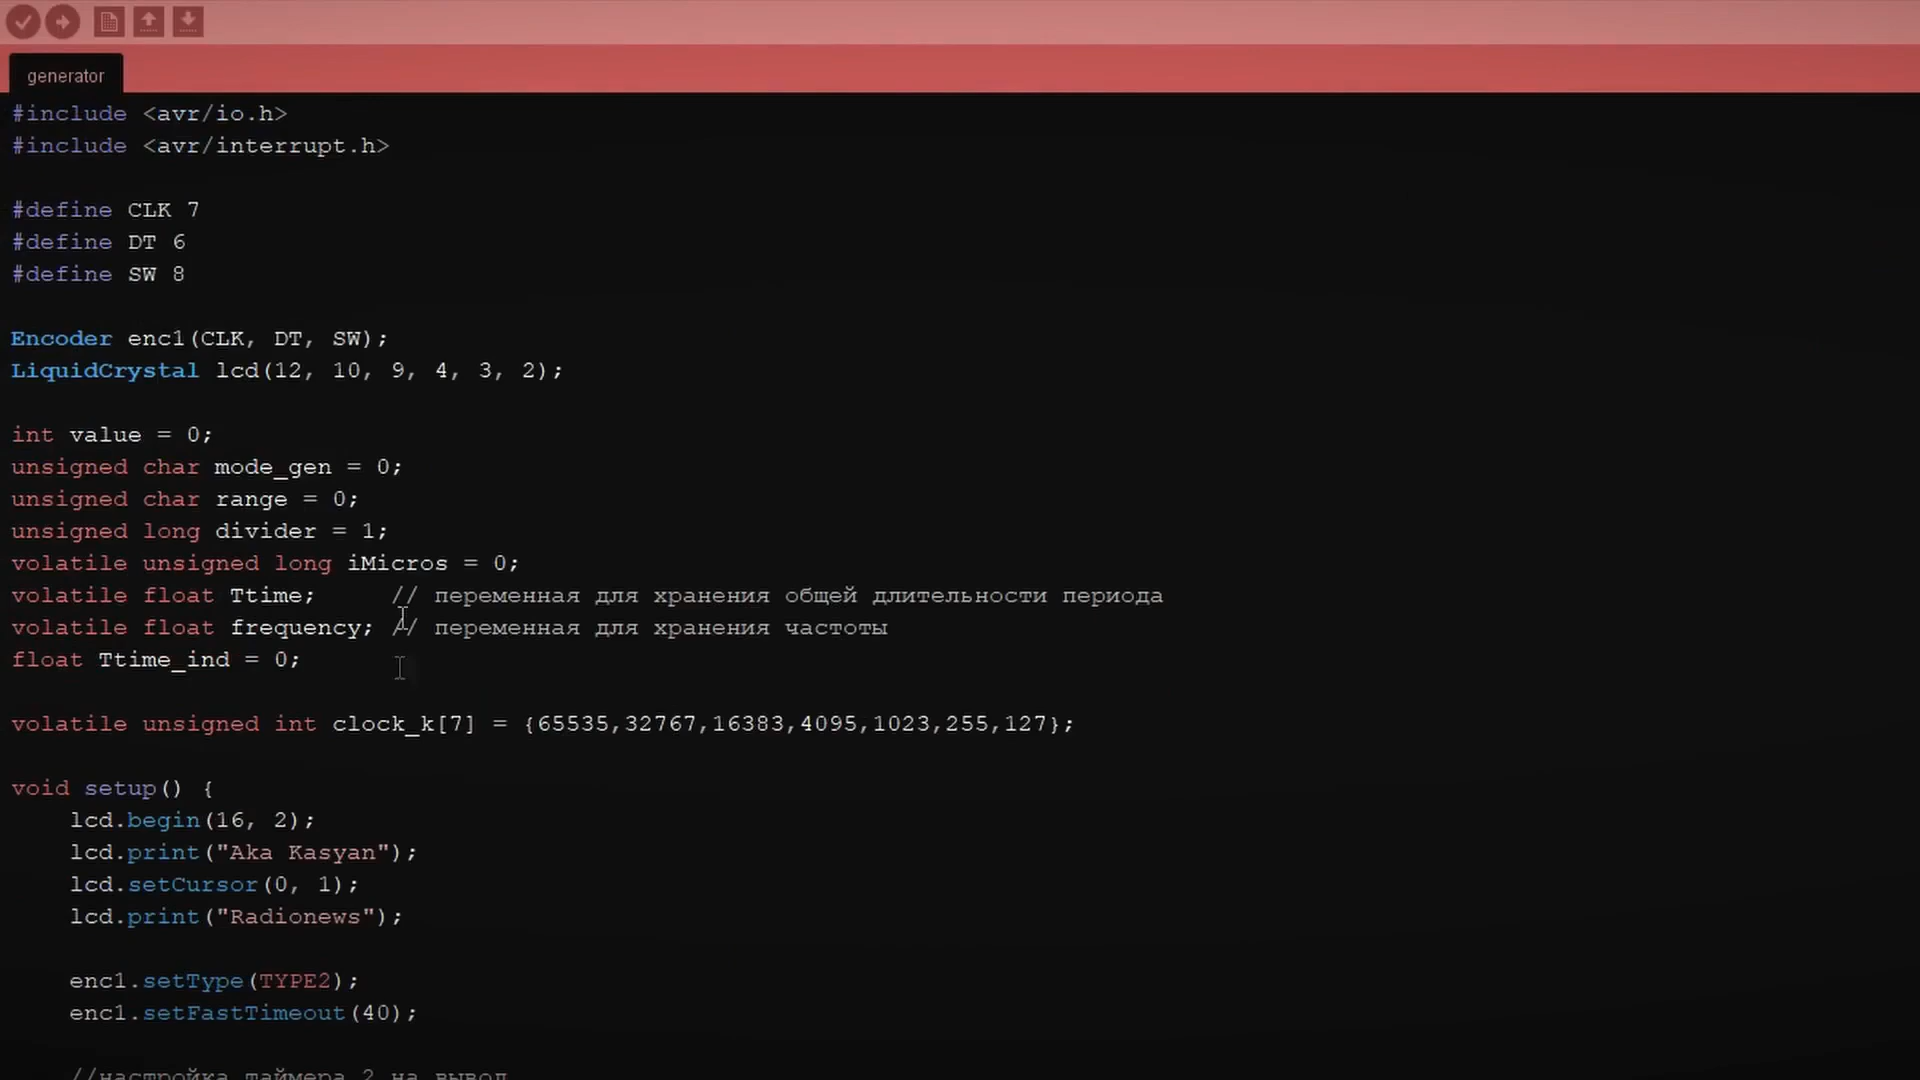 generator
#include <avr/io.h>
#include <avr/interrupt.h>
#define CLK 7
#define DT 6
#define SW 8
Encoder enc1(CLK, DT, SW);
LiquidCrystal lcd(12, 10, 9, 4, 3, 2);
int value = 0;
unsigned char mode_gen = 0;
unsigned char range = 0;
unsigned long divider = 1;
volatile unsigned long iMicros = 0;
volatile float Ttime; // переменная для хранения общей длительности периода
volatile float frequency; // переменная для хранения частоты
float Ttime_ind = 0;
volatile unsigned int clock_k[7] = {65535,32767,16383,4095,1023,255,127};
void setup() {
lcd.begin(16, 2);
lcd.print("Aka Kasyan");
lcd.setCursor(0, 1);
lcd.print("Radionews");
enc1.setType(TYPE2);
enc1.setFastTimeout(40);
//настройка таймера 2 на вывод